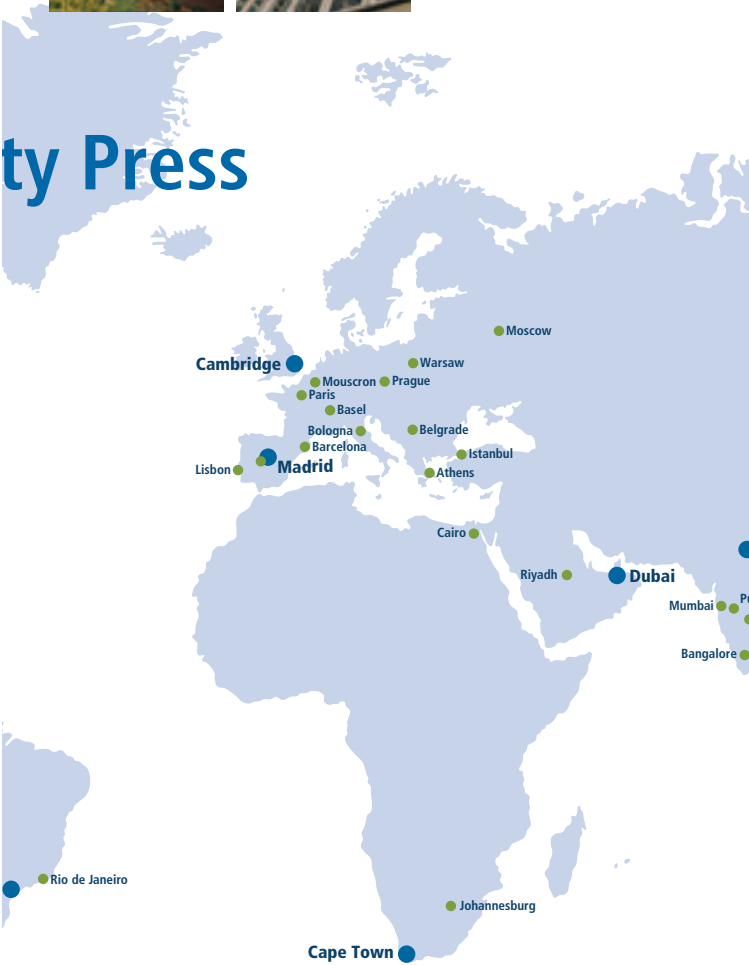 ty Press
Moscow
Cambridge
Warsaw
Mouscron
Prague
Paris
Basel
Bologna
Belgrade
Barcelona
Istanbul
Madrid
Lisbon
Athens
Cairo
Riyadh
Dubai
Mumbai
Bangalore
Rio de Janeiro
Johannesburg
Cape Town